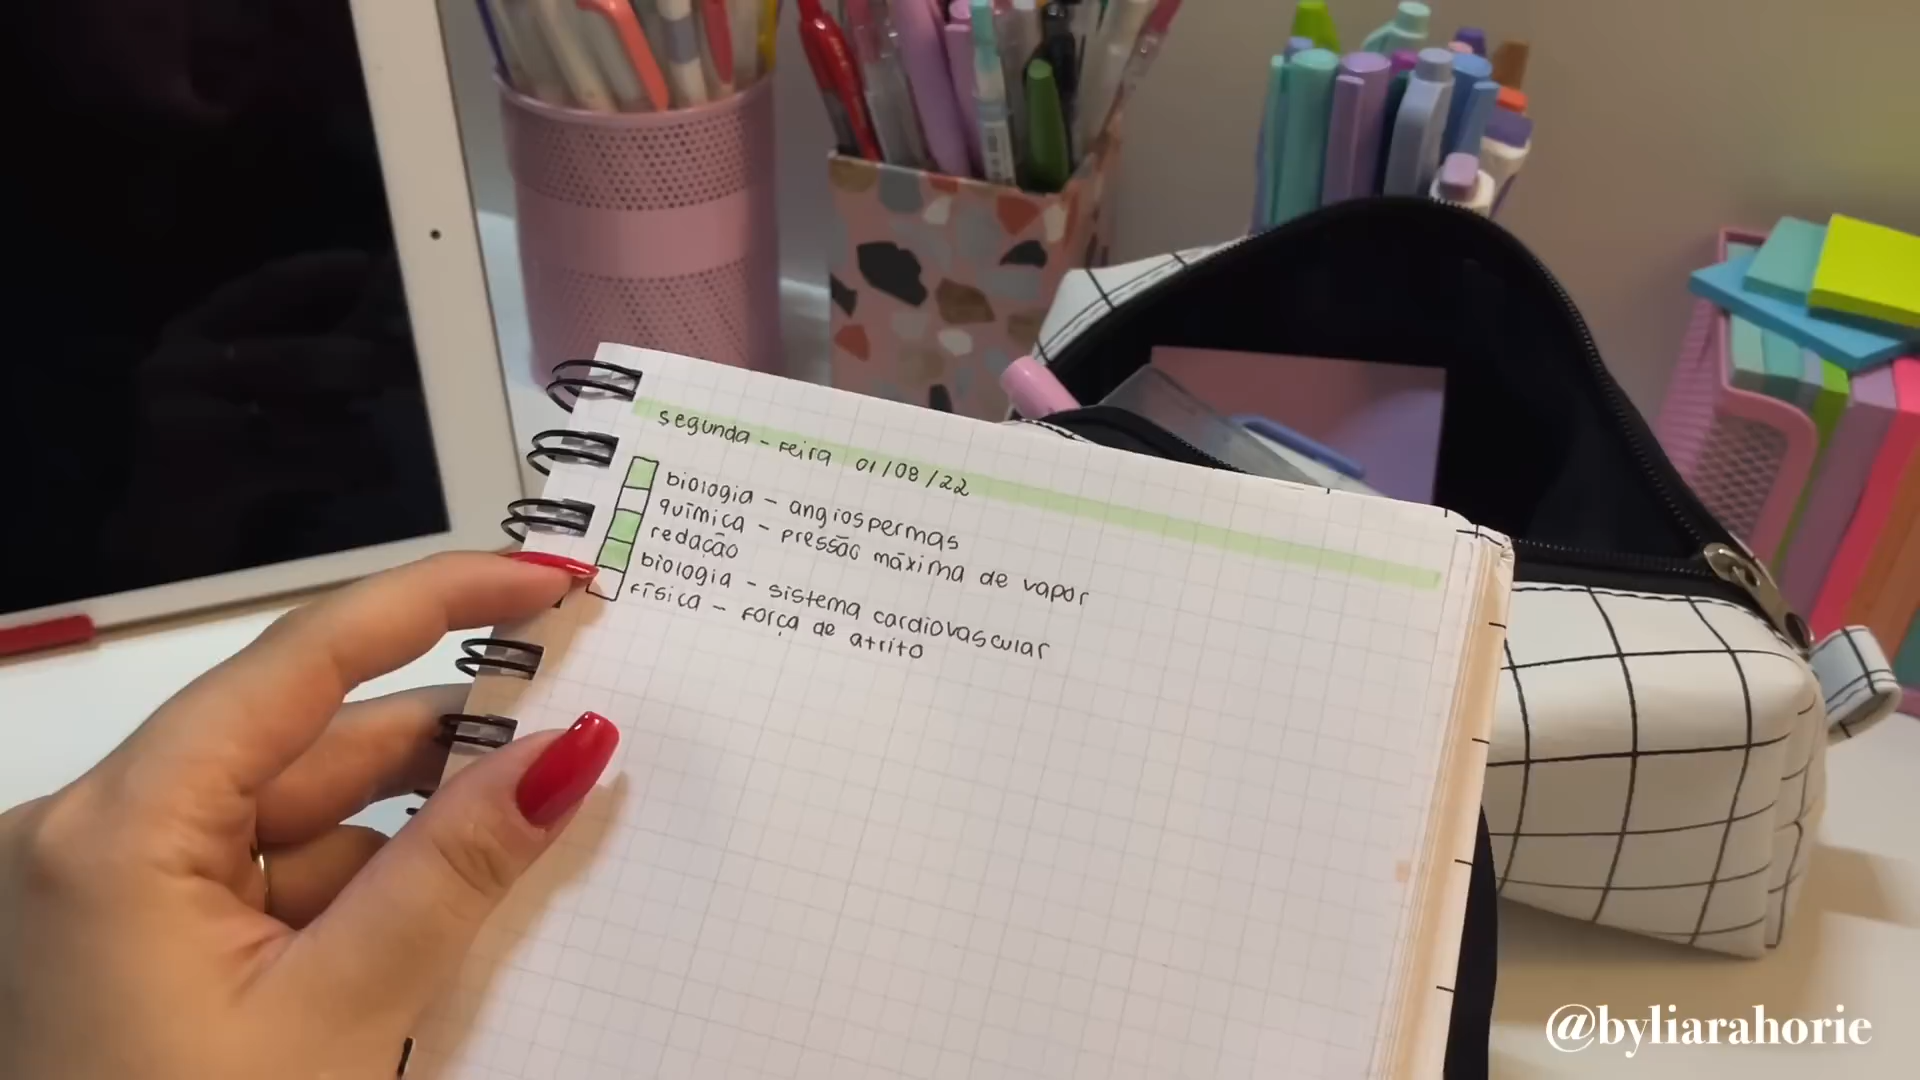 segunda - feira 01/08/22
biologia - angiospermas
química - pressão máxima de vapor
redação
biologia - sistema cardiovascular
física - força de atrito
@byliarahorie